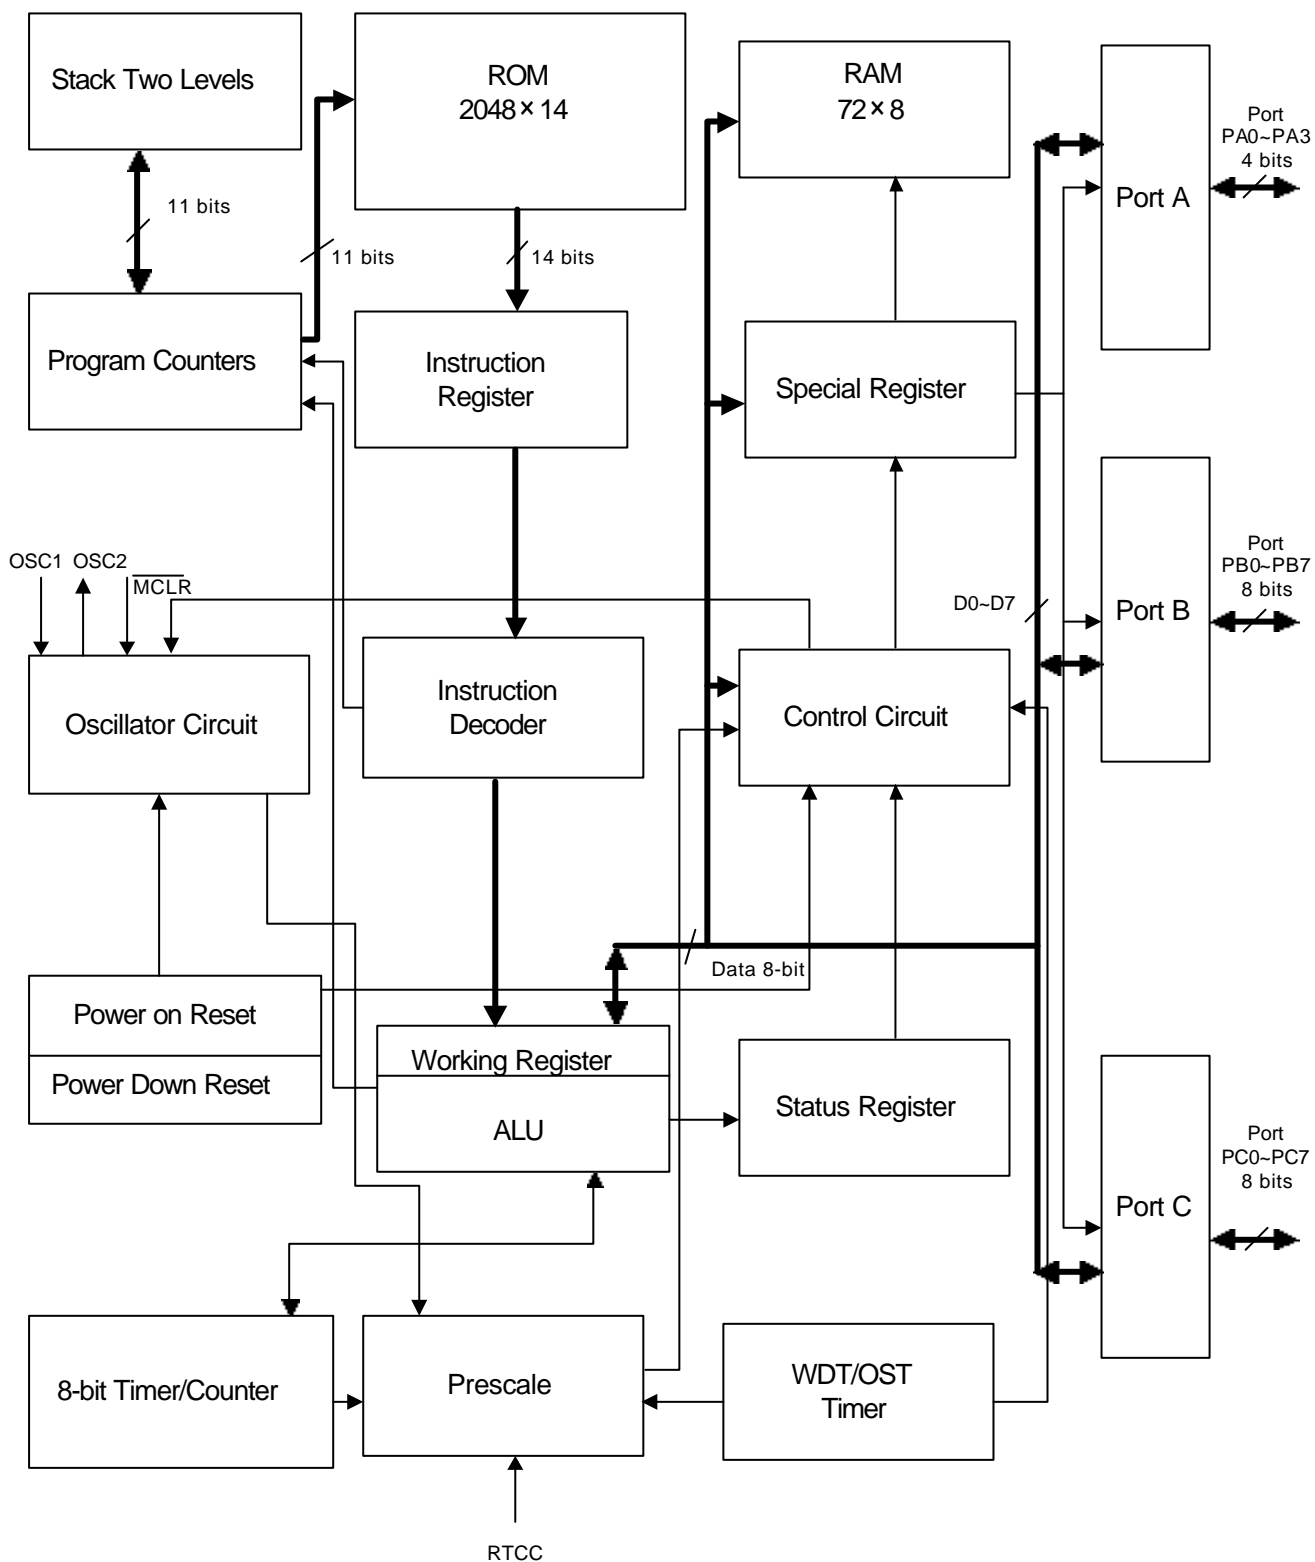 Stack Two Levels
ROM
2048×14
RAM
72×8
Port
PA0~PA3
4 bits
Port A
11 bits
11 bits
14 bits
Program Counters
Instruction
Register
Special Register
OSC1
OSC2
MCLR
D0~D7
Port
PB0~PB7
8 bits
Port B
Oscillator Circuit
Instruction
Decoder
Control Circuit
Data 8-bit
Power on Reset
Power Down Reset
Working Register
ALU
Status Register
Port
PC0~PC7
8 bits
Port C
8-bit Timer/Counter
Prescale
WDT/OST
Timer
RTCC